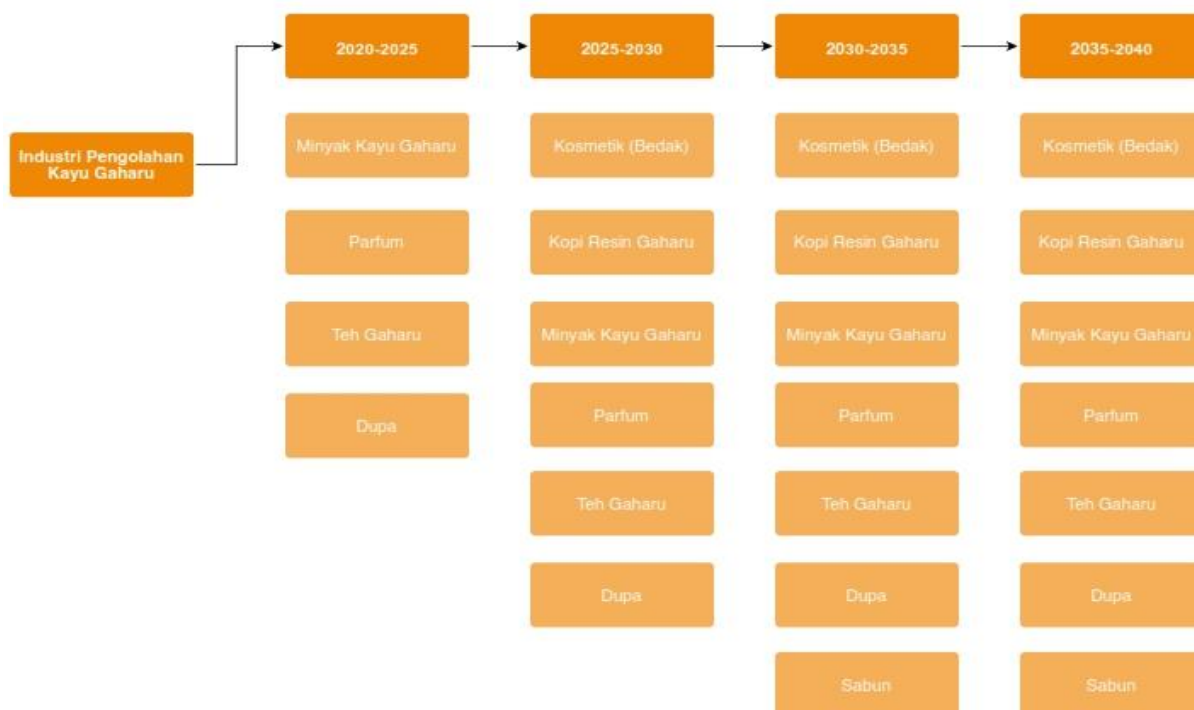 2020-2025
2025-2030
2030-2035
2035-2040
Industri Pengolahan
Kayu Gaharu
Minyak Kayu Gaharu
Kosmetik (Bedak)
Kosmetik (Bedak)
Kosmetik (Bedak)
Parfum
Kopi Resin Gaharu
Kopi Resin Gaharu
Kopi Resin Gaharu
Teh Gaharu
Minyak Kayu Gaharu
Minyak Kayu Gaharu
Minyak Kayu Gaharu
Dupa
Parfum
Parfum
Parfum
Teh Gaharu
Teh Gaharu
Teh Gaharu
Dupa
Dupa
Dupa
Sabun
Sabun